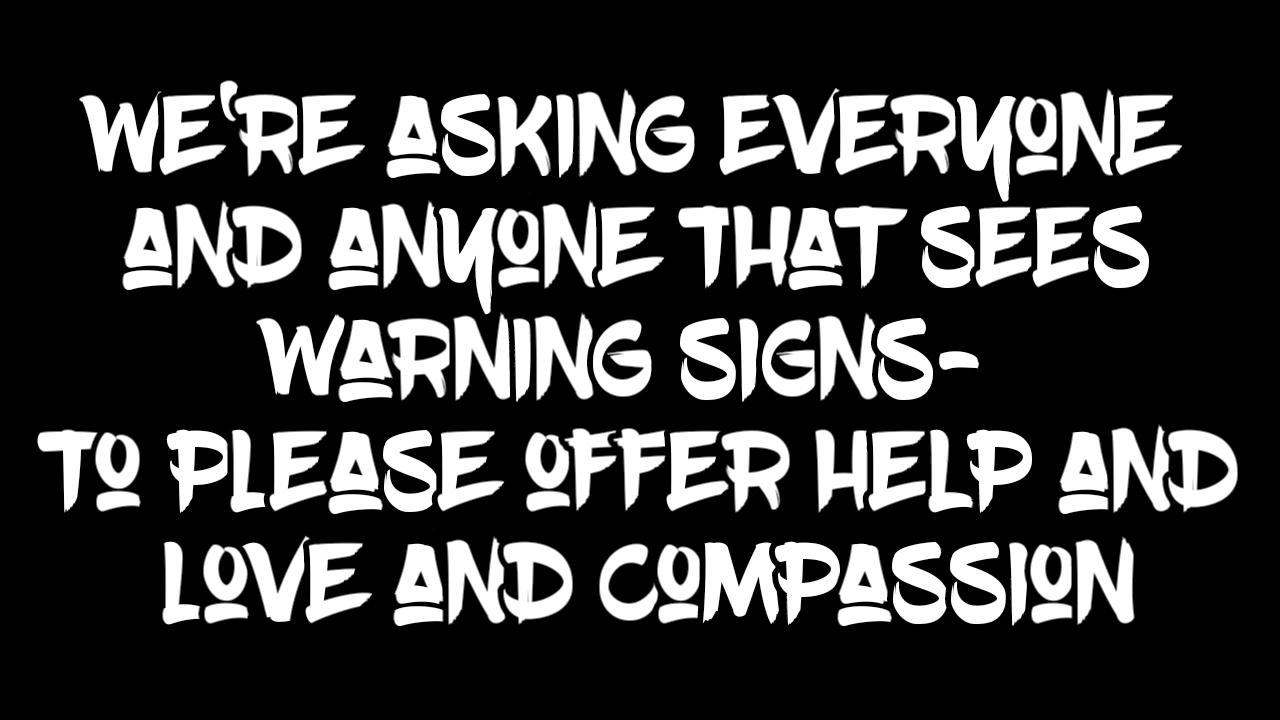 WE'RE ASKING EVERYONE
AND ANYONE THAT SEES
WARNING SIGNS-
TO PLEASE OFFER HELP AND
LOVE AND COMPASSION